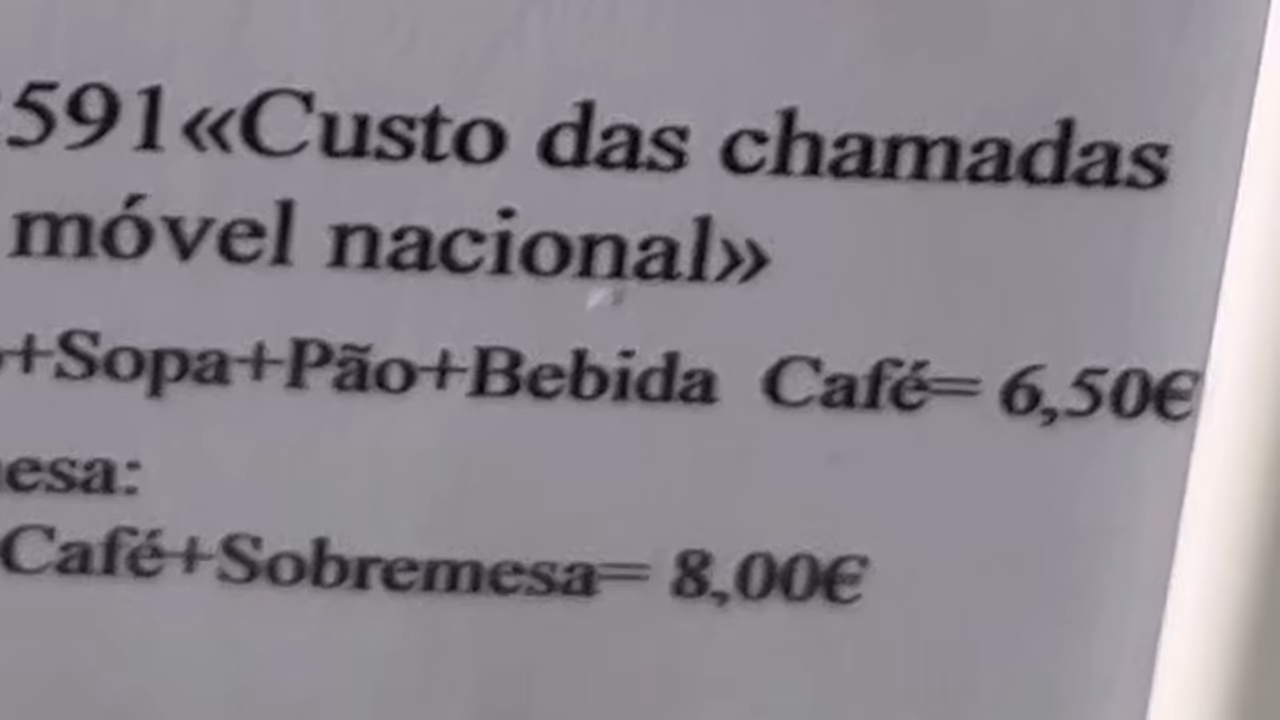 591«Custo das chamadas
móvel nacional»
+Sopa+Pão+Bebida Café= 6,50€
esa:
Café+Sobremesa= 8,00€